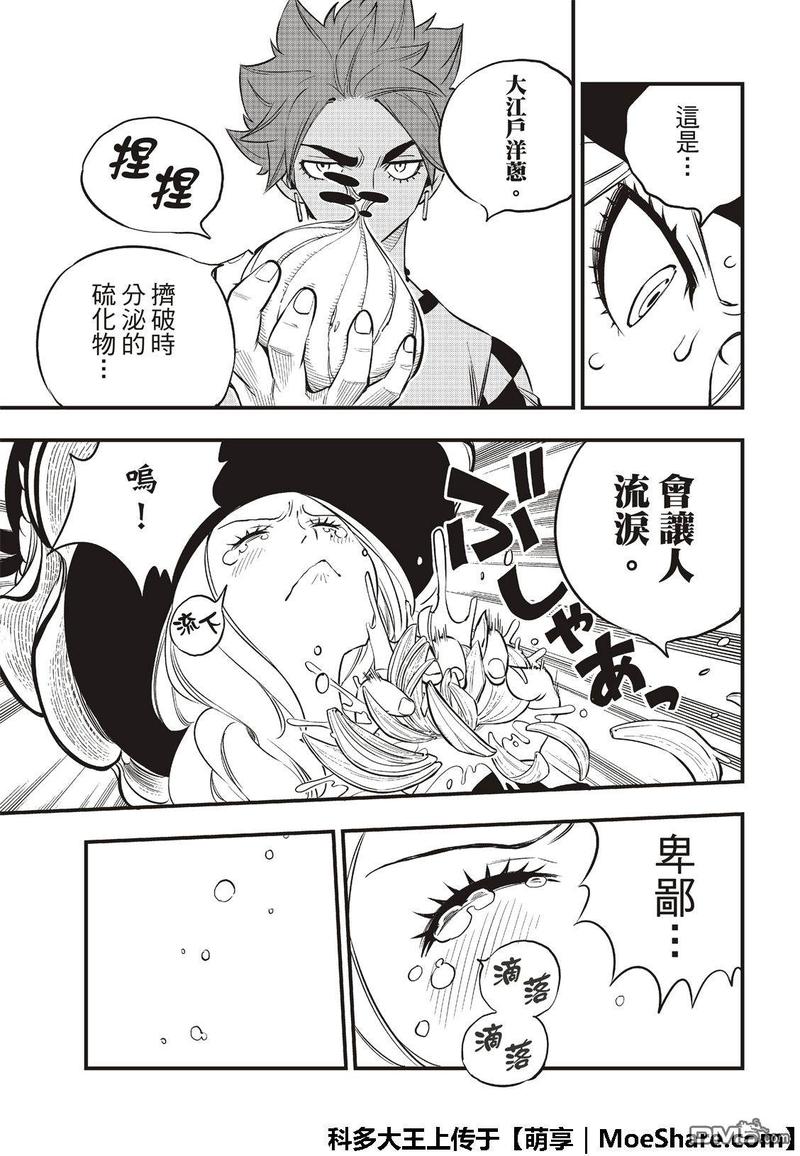 這是…
大江戶洋蔥。
捏捏
擠破時
分泌的
硫化物…
會讓人
流淚。
ぶしゃあっ
嗚！
流下
卑鄙…
滴落
滴落
科多大王上传于【萌享｜MoeShare.com】